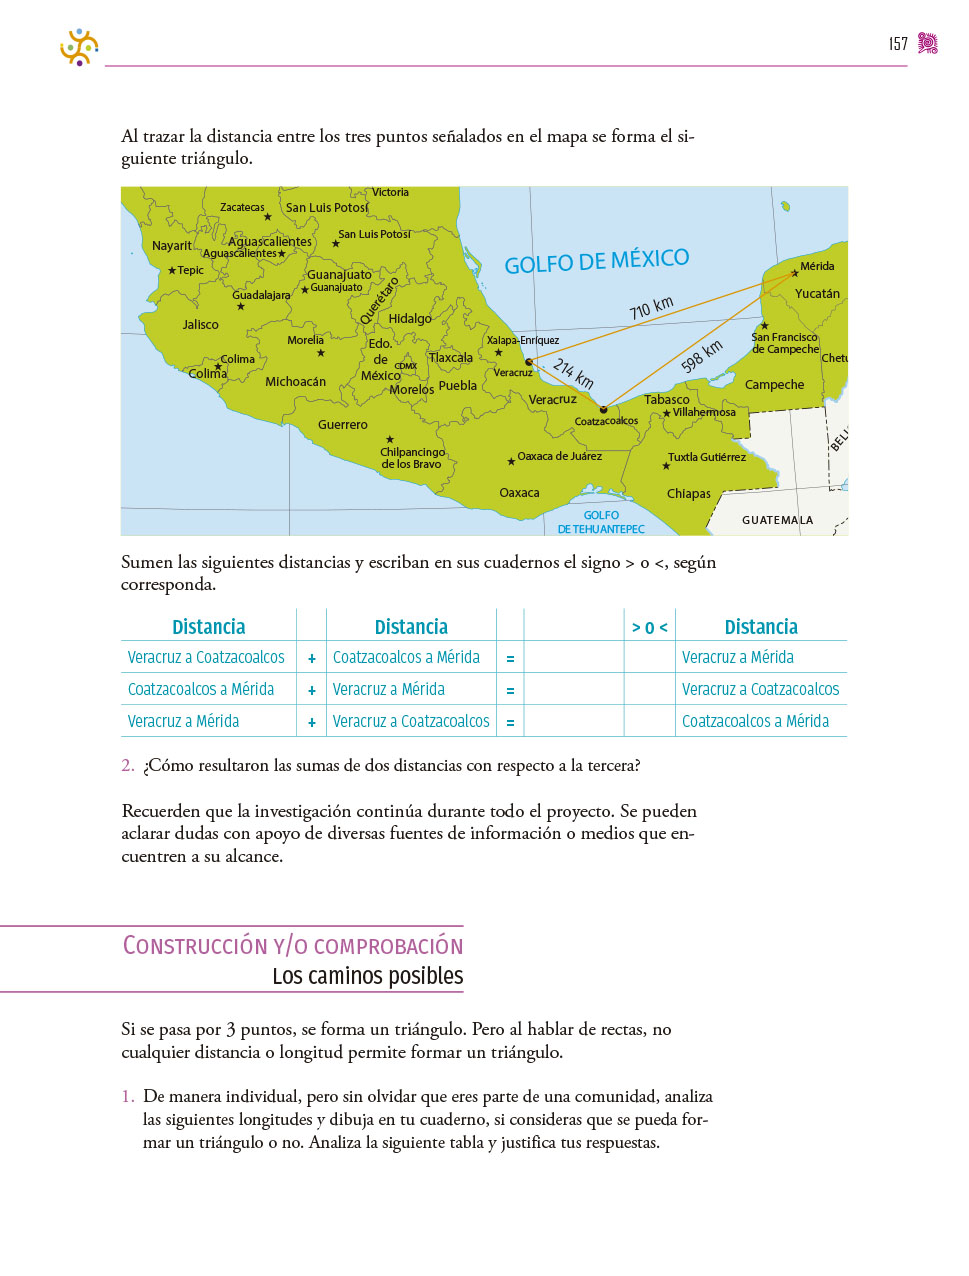 157
Al trazar la distancia entre los tres puntos señalados en el mapa se forma el si-
guiente triángulo.
Victoria
Zacatecas
San Luis Potosí
San Luis Potosí
Nayarit
Aguascalientes
Aguascalientes
Tepic
GOLFO DE MÉXICO
Mérida
Guanajuato
Guanajuato
Yucatán
Guadalajara
Querétaro
710 km
Jalisco
Hidalgo
Morelia
Edo.
de
México
Xalapa-Enríquez
San Francisco
de Campeche
598 km
Colima
Colima
CDMX
Tlaxcala
Veracruz
214 km
Chetu
Michoacán
Morelos
Puebla
Veracruz
Tabasco
Campeche
Villahermosa
Guerrero
Coatzacoalcos
BELI
Chilpancingo
de los Bravo
Oaxaca de Juárez
Tuxtla Gutiérrez
Oaxaca
Chiapas
GOLFO
DE TEHUANTEPEC
GUATEMALA
Sumen las siguientes distancias y escriban en sus cuadernos el signo > o <, según
corresponda.
Distancia Distancia > o < Distancia
Veracruz a Coatzacoalcos + Coatzacoalcos a Mérida = Veracruz a Mérida
Coatzacoalcos a Mérida + Veracruz a Mérida = Veracruz a Coatzacoalcos
Veracruz a Mérida + Veracruz a Coatzacoalcos = Coatzacoalcos a Mérida
2. ¿Cómo resultaron las sumas de dos distancias con respecto a la tercera?
Recuerden que la investigación continúa durante todo el proyecto. Se pueden
aclarar dudas con apoyo de diversas fuentes de información o medios que en-
cuentren a su alcance.
Construcción y/o comprobación
Los caminos posibles
Si se pasa por 3 puntos, se forma un triángulo. Pero al hablar de rectas, no
cualquier distancia o longitud permite formar un triángulo.
1. De manera individual, pero sin olvidar que eres parte de una comunidad, analiza
las siguientes longitudes y dibuja en tu cuaderno, si consideras que se pueda for-
mar un triángulo o no. Analiza la siguiente tabla y justifica tus respuestas.